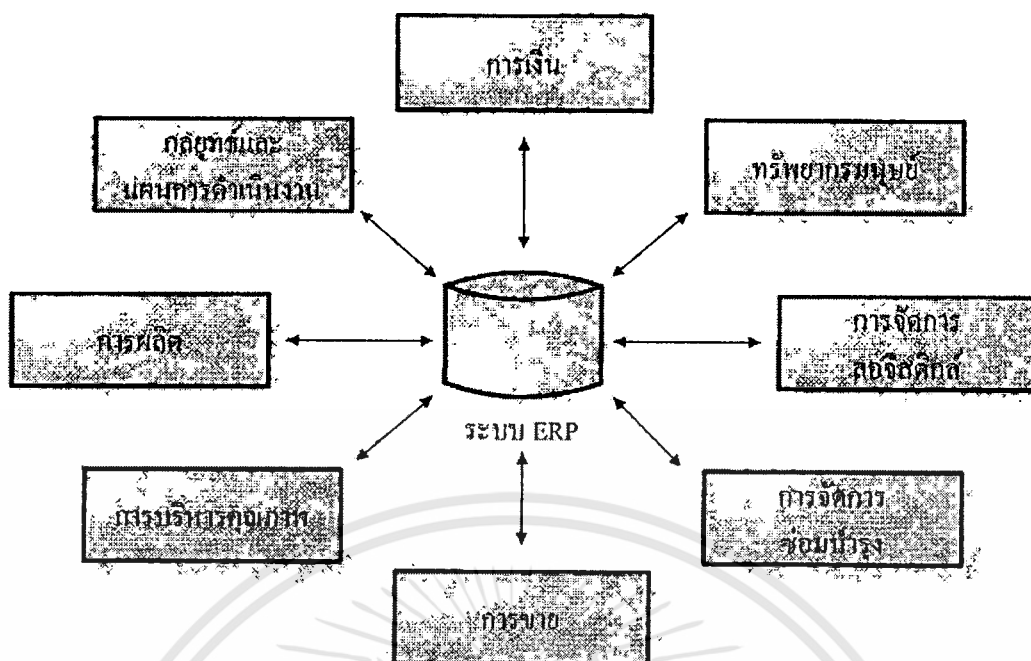 การเงิน
กลยุทธ์และ
แผนการดำเนินงาน
ทรัพยากรมนุษย์
การผลิต
การจัดการ
ลอจิสติกส์
ระบบ ERP
การบริหารคุณภาพ
การจัดการ
ซ่อมบำรุง
การขาย